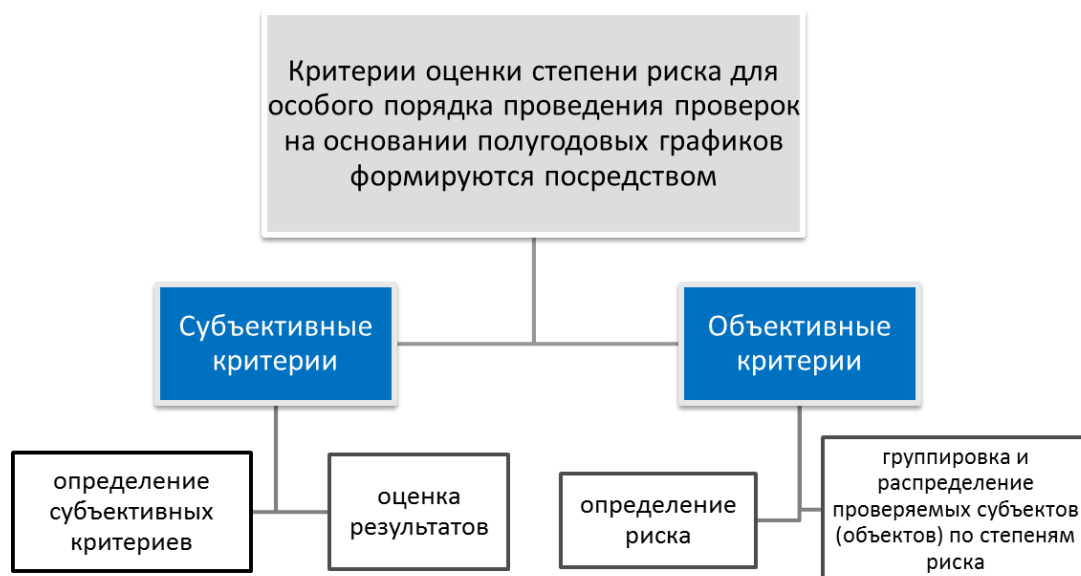 Критерии оценки степени риска для
особого порядка проведения проверок
на основании полугодовых графиков
формируются посредством
Субъективные
критерии
Объективные
критерии
определение
субъективных
критериев
оценка
результатов
определение
риска
группировка и
распределение
проверяемых субъектов
(объектов) по степеням
риска